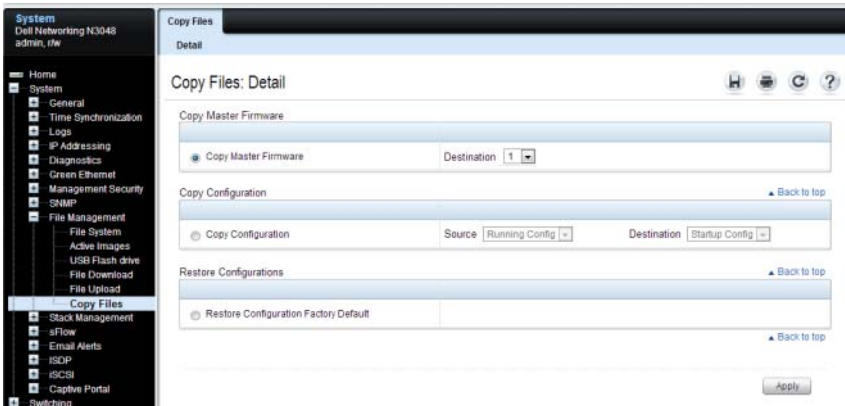 System
Dell Networking N3048
admin, r/w
Copy Files
Detail
Home
System
General
Time Synchronization
Logs
IP Addressing
Diagnostics
Green Ethernet
Management Security
SNMP
File Management
File System
Active Images
USB Flash drive
File Download
File Upload
Copy Files
Stack Management
sFlow
Email Alerts
ISDP
iSCSI
Captive Portal
Switching
Copy Files: Detail
?
Copy Master Firmware
Copy Master Firmware Destination 1
Copy Configuration Back to top
Copy Configuration Source Running Config Destination Startup Config
Restore Configurations Back to top
Restore Configuration Factory Default
Back to top
Apply